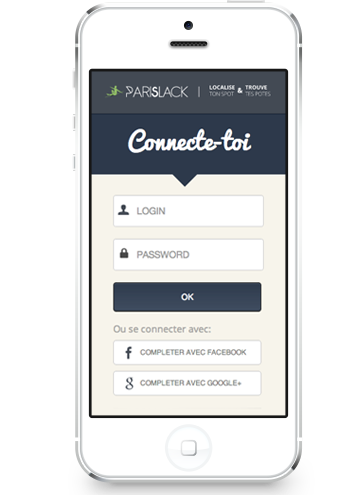 PARISLACK | LOCALISE TON SPOT & TROUVE TES POTES
Connecte-toi
LOGIN
PASSWORD
OK
Ou se connecter avec:
f COMPLETER AVEC FACEBOOK
g COMPLETER AVEC GOOGLE+